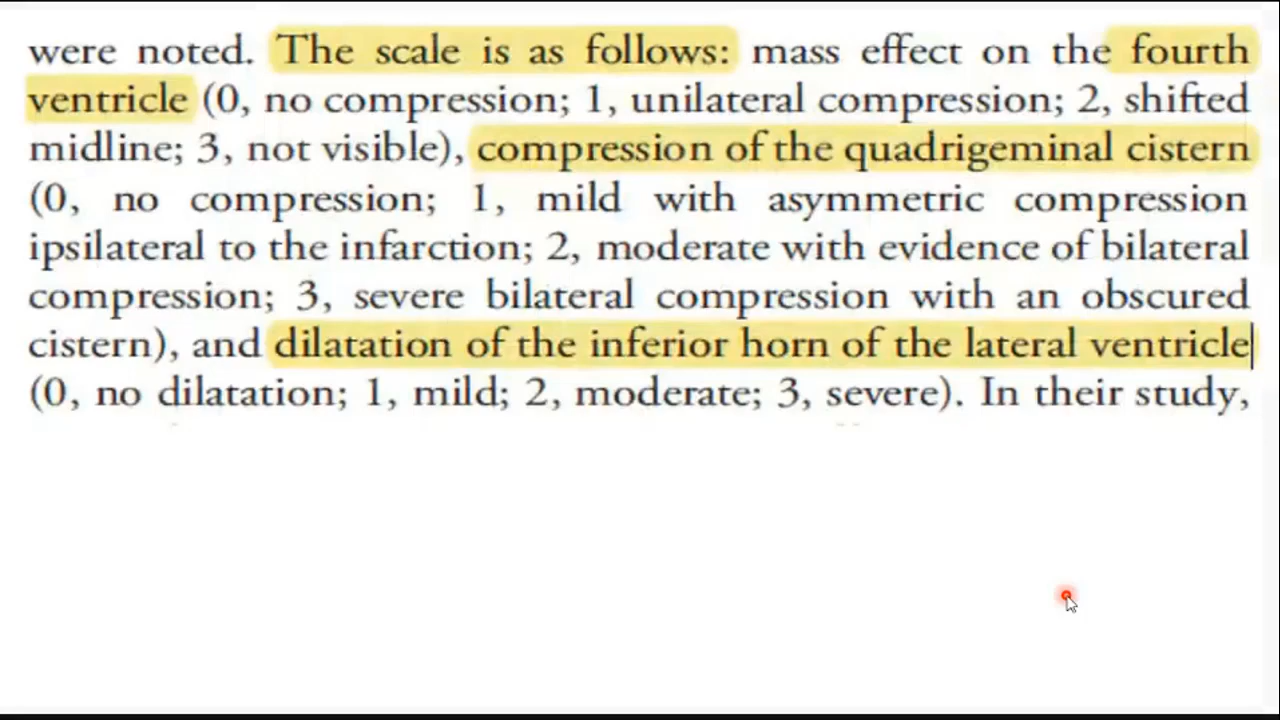 were noted. The scale is as follows: mass effect on the fourth
ventricle (0, no compression; 1, unilateral compression; 2, shifted
midline; 3, not visible), compression of the quadrigeminal cistern
(0, no compression; 1, mild with asymmetric compression
ipsilateral to the infarction; 2, moderate with evidence of bilateral
compression; 3, severe bilateral compression with an obscured
cistern), and dilatation of the inferior horn of the lateral ventricle
(0, no dilatation; 1, mild; 2, moderate; 3, severe). In their study,